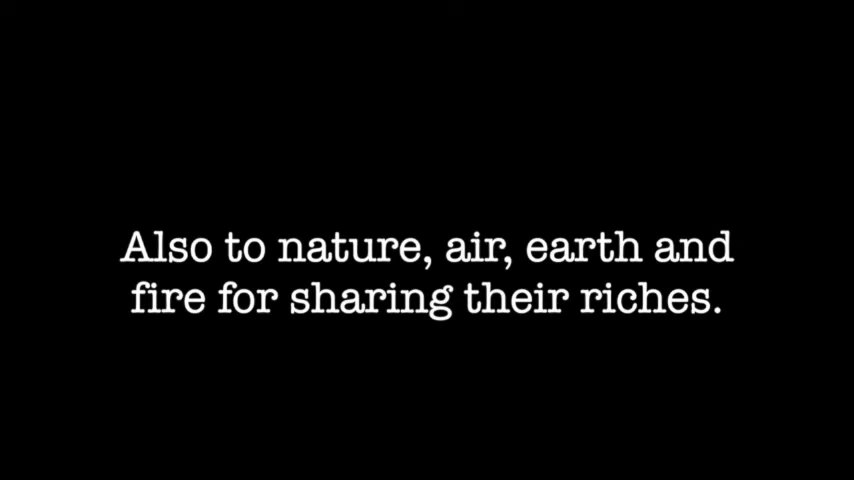 Also to nature, air, earth and
fire for sharing their riches.